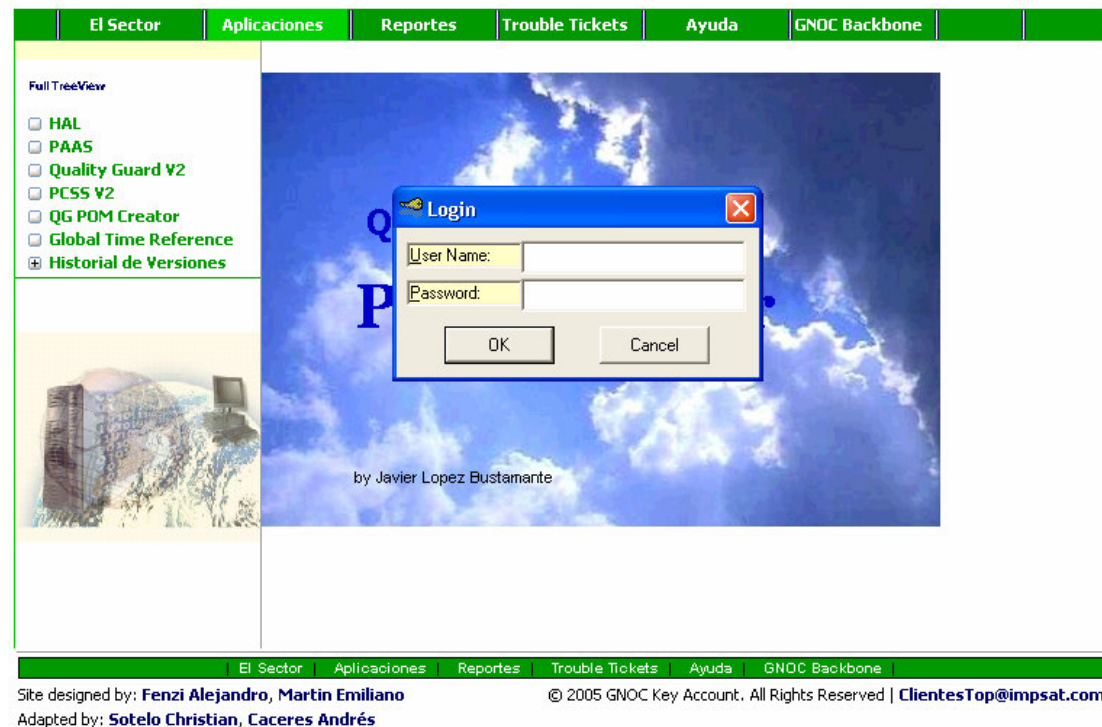 El Sector Aplicaciones Reportes Trouble Tickets Ayuda GNOC Backbone
Full TreeView
HAL
PAAS
Quality Guard V2
PCSS V2
QG POM Creator
Global Time Reference
Historial de Versiones
Login
User Name:
Password:
OK Cancel
by Javier Lopez Bustamante
| El Sector | Aplicaciones | Reportes | Trouble Tickets | Ayuda | GNOC Backbone |
Site designed by: Fenzi Alejandro, Martin Emiliano © 2005 GNOC Key Account. All Rights Reserved | ClientesTop@impsat.com
Adapted by: Sotelo Christian, Caceres Andrés